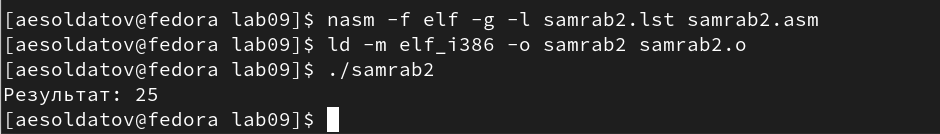 [aesoldatov@fedora lab09]$ nasm -f elf -g -l samrab2.lst samrab2.asm
[aesoldatov@fedora lab09]$ ld -m elf_i386 -o samrab2 samrab2.o
[aesoldatov@fedora lab09]$ ./samrab2
Результат: 25
[aesoldatov@fedora lab09]$